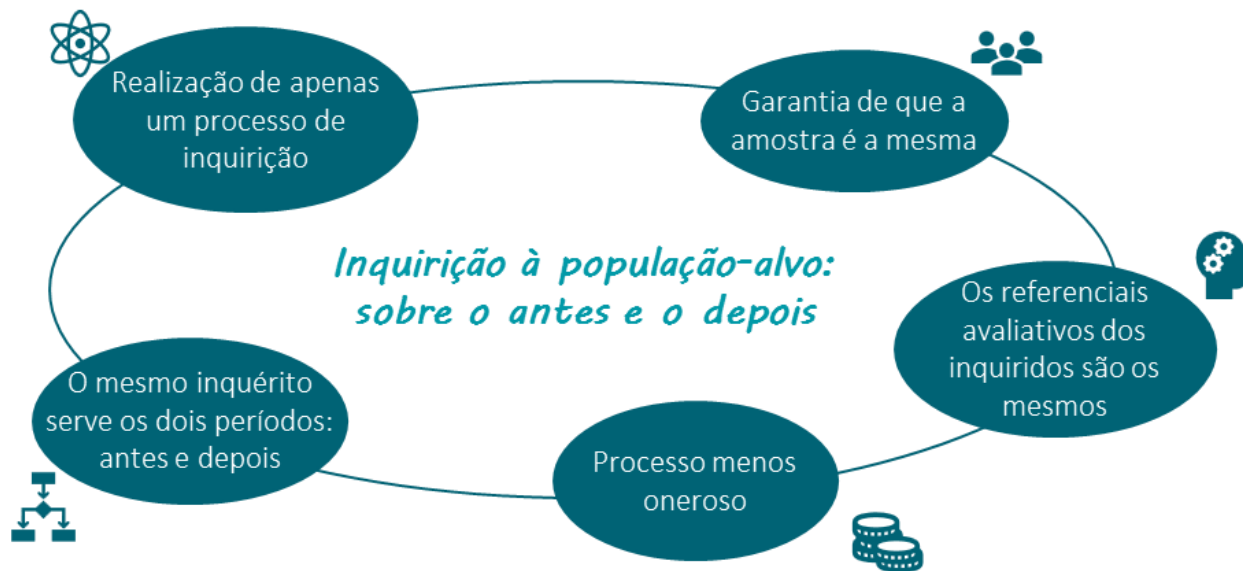 Realização de apenas
um processo de
inquirição
Garantia de que a
amostra é a mesma
Inquirição à população-alvo:
sobre o antes e o depois
Os referenciais
avaliativos dos
inquiridos são os
mesmos
O mesmo inquérito
serve os dois períodos:
antes e depois
Processo menos
oneroso